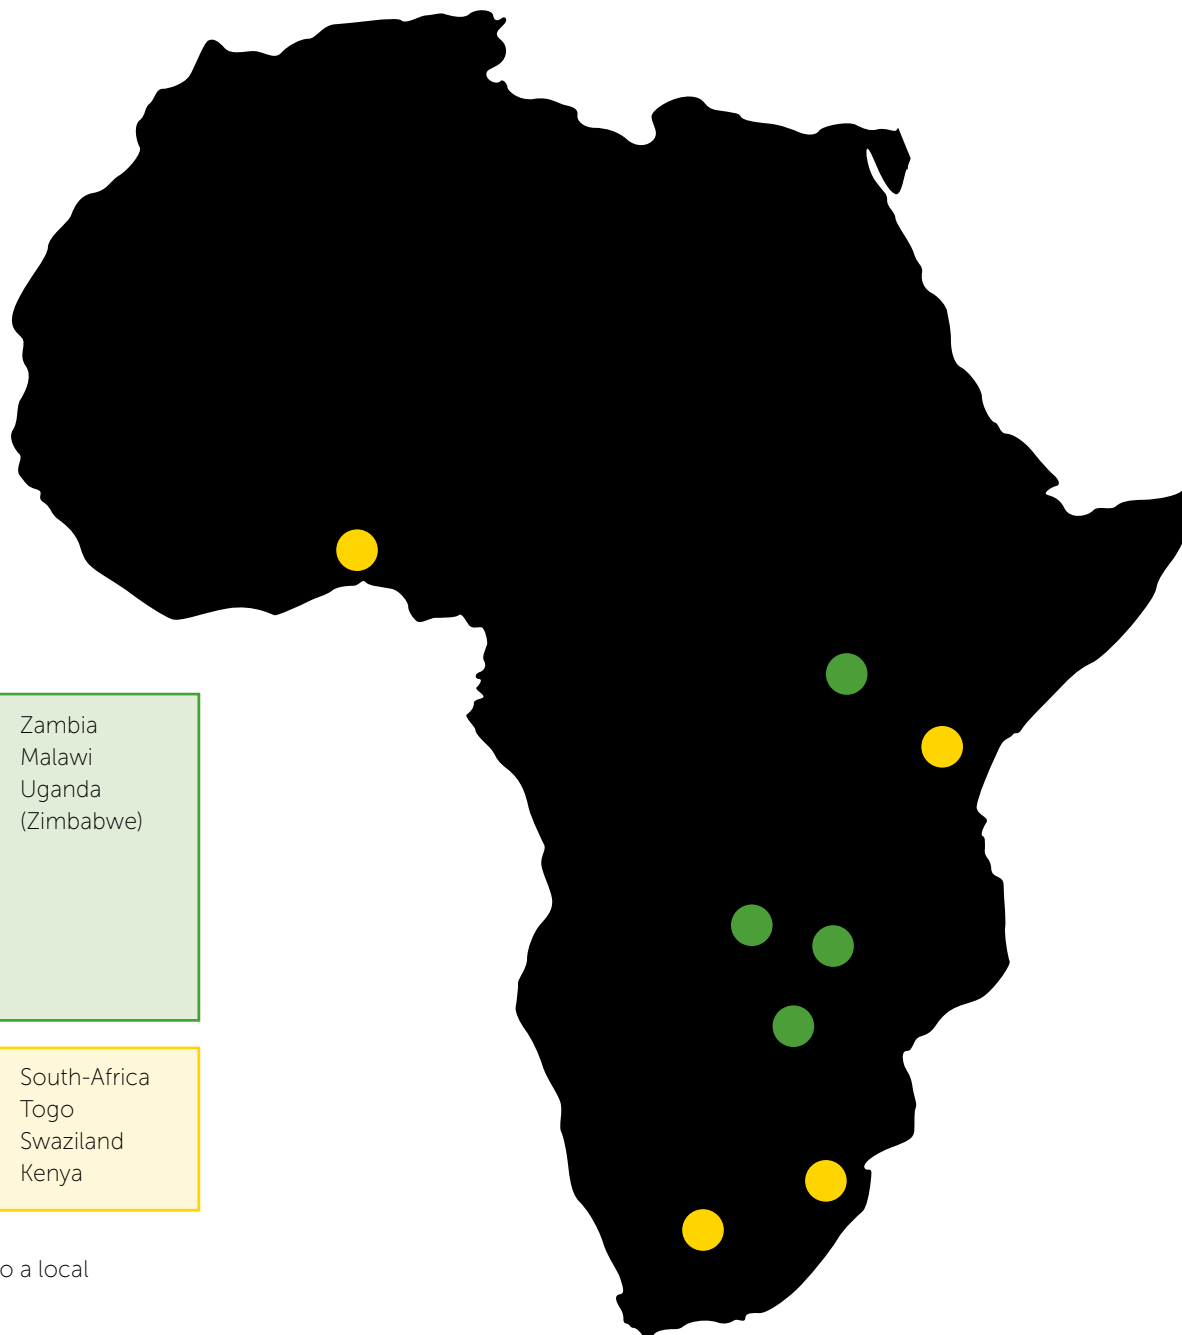 Zambia
Malawi
Uganda
(Zimbabwe)
South-Africa
Togo
Swaziland
Kenya
o a local